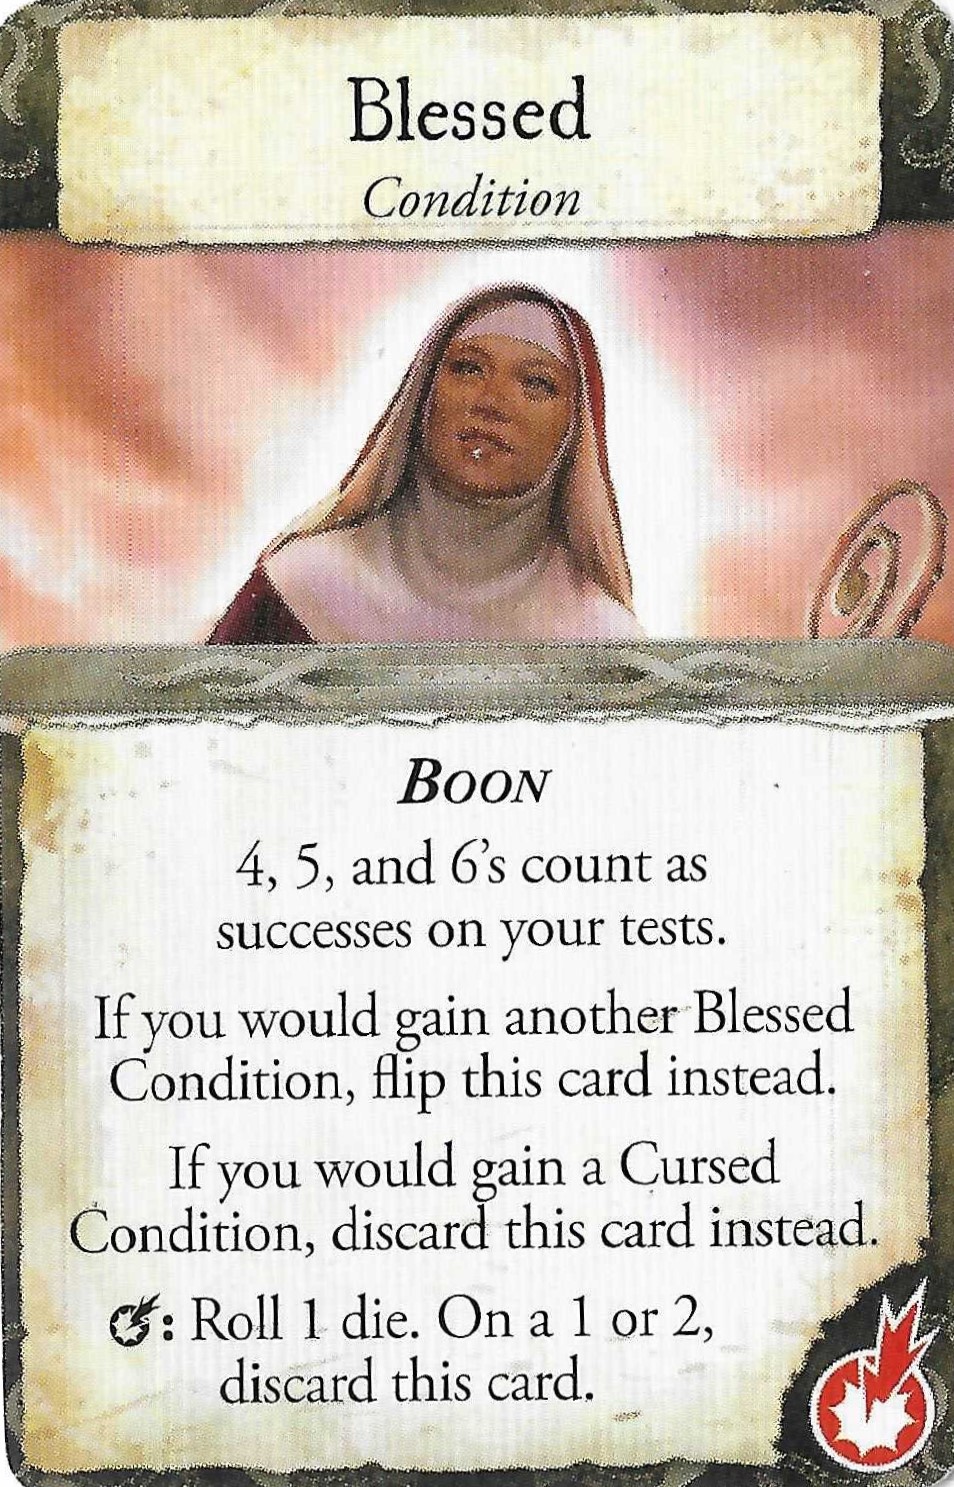 Blessed
Condition
BOON
4, 5, and 6's count as
successes on your tests.
If you would gain another Blessed
Condition, flip this card instead.
If you would gain a Cursed
Condition, discard this card instead.
: Roll 1 die. On a 1 or 2,
discard this card.